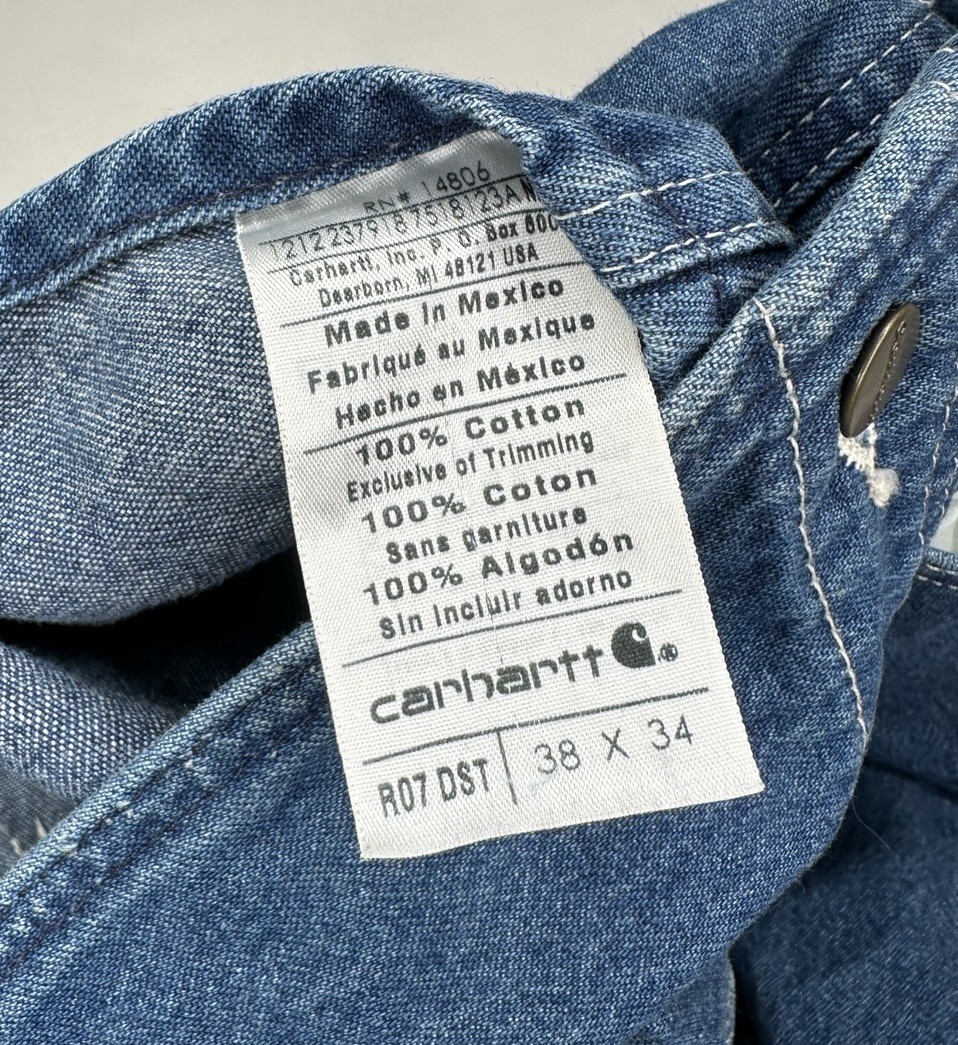 RN# 14806
12122379187518123A
Carhartt, Inc. P. O. Box 600
Dearborn, MI 48121 USA
Made in Mexico
Fabriqué au Mexique
Hecho en México
100% Cotton
Exclusive of Trimming
100% Coton
Sans garniture
100% Algodón
Sin incluir adorno
carhartt ®
R07 DST 38 X 34